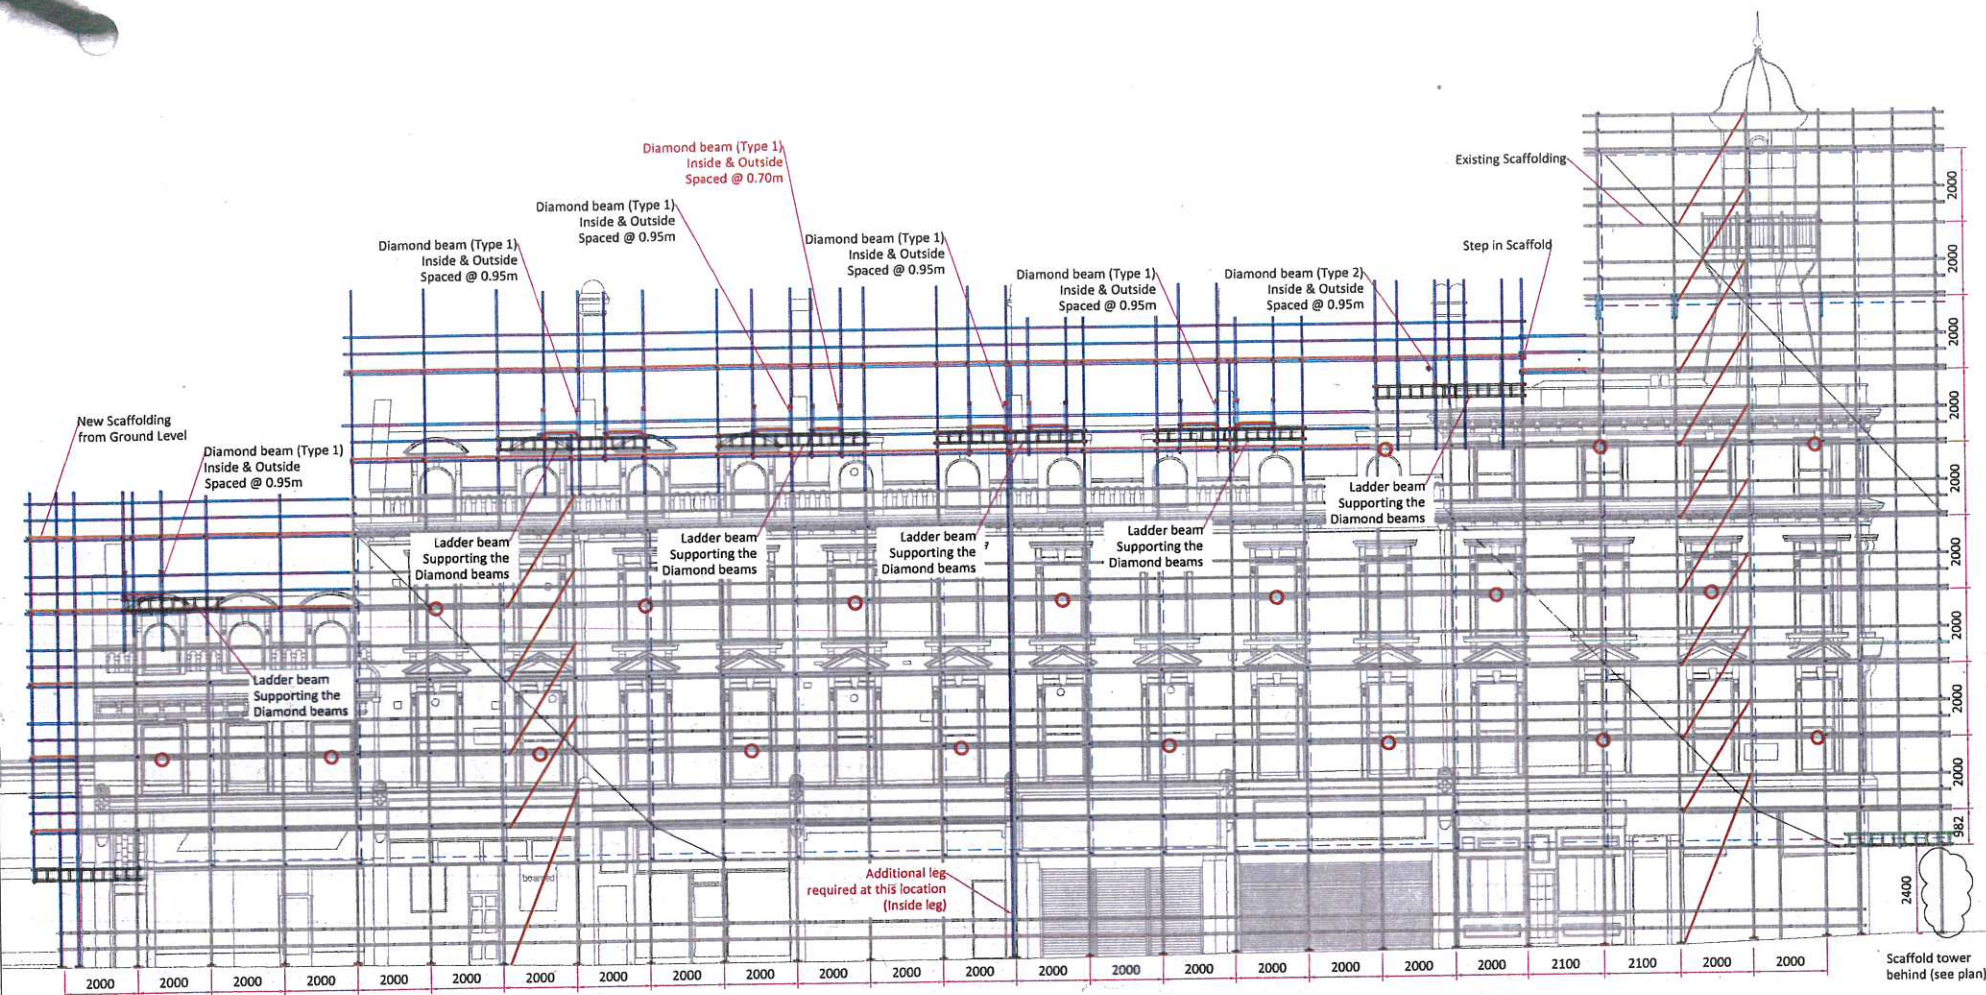 Diamond beam (Type 1)
Inside & Outside
Spaced @ 0.70m
Existing Scaffolding
Diamond beam (Type 1)
Inside & Outside
Spaced @ 0.95m
Diamond beam (Type 1)
Inside & Outside
Spaced @ 0.95m
Diamond beam (Type 1)
Inside & Outside
Spaced @ 0.95m
Step in Scaffold
Diamond beam (Type 1)
Inside & Outside
Spaced @ 0.95m
Diamond beam (Type 2)
Inside & Outside
Spaced @ 0.95m
New Scaffolding
from Ground Level
Diamond beam (Type 1)
Inside & Outside
Spaced @ 0.95m
Ladder beam
Supporting the
Diamond beams
Ladder beam
Supporting the
Diamond beams
Ladder beam
Supporting the
Diamond beams
Ladder beam
Supporting the
Diamond beams
Ladder beam
Supporting the
Diamond beams
Ladder beam
Supporting the
Diamond beams
2000
2000
2000
2000
2000
2000
2000
2000
2000
982
2400
boarded
Additional leg
required at this location
(Inside leg)
Scaffold tower
behind (see plan)
2000 2000 2000 2000 2000 2000 2000 2000 2000 2000 2000 2000 2000 2000 2000 2000 2000 2000 2000 2000 2100 2100 2000 2000